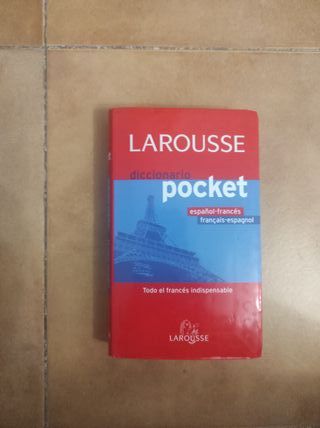 LAROUSSE
diccionario
pocket
español-francés
français-espagnol
Todo el francés indispensable
LAROUSSE